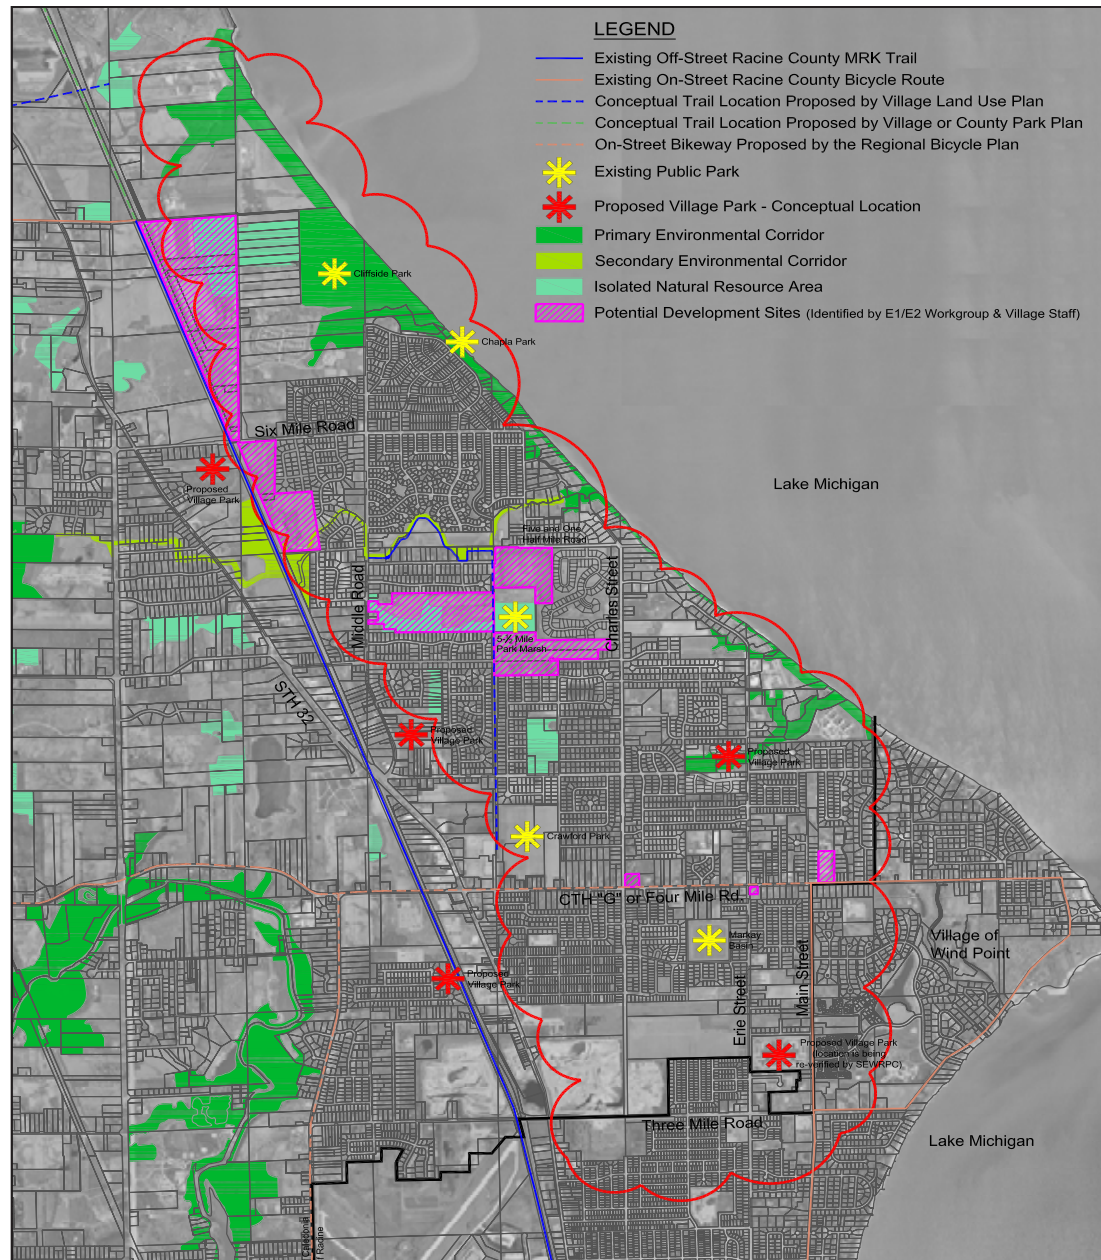 LEGEND
Existing Off-Street Racine County MRK Trail
Existing On-Street Racine County Bicycle Route
Conceptual Trail Location Proposed by Village Land Use Plan
Conceptual Trail Location Proposed by Village or County Park Plan
On-Street Bikeway Proposed by the Regional Bicycle Plan
Existing Public Park
Proposed Village Park - Conceptual Location
Primary Environmental Corridor
Secondary Environmental Corridor
Isolated Natural Resource Area
Potential Development Sites (Identified by E1/E2 Workgroup & Village Staff)
Cliffside Park
Chapla Park
Six Mile Road
Proposed
Village Park
Lake Michigan
Five and One
Half Mile Road
Middle Road
Charles Street
5-½ Mile
Park Marsh
STH 32
Proposed
Village Park
Proposed
Village Park
Crawford Park
CTH "G" or Four Mile Rd.
Markay
Basin
Village of
Wind Point
Main Street
Proposed
Village Park
Erie Street
Proposed Village Park
(location is being
re-verified by SEWRPC)
Three Mile Road
Lake Michigan
Caledonia
Racine